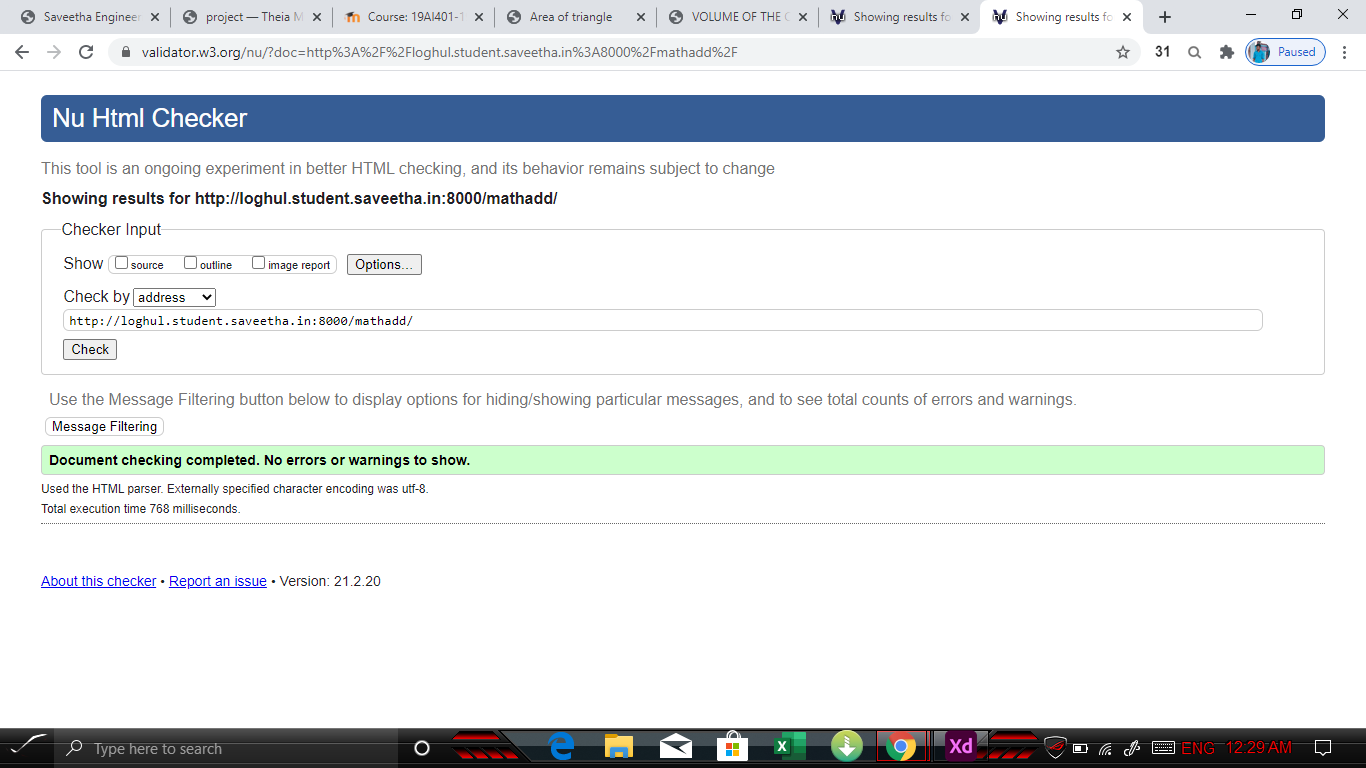 Saveetha Engineer
project — Theia M
Course: 19AI401-1
Area of triangle
VOLUME OF THE C
Showing results fo
Showing results fo
validator.w3.org/nu/?doc=http%3A%2F%2Floghul.student.saveetha.in%3A8000%2Fmathadd%2F
31
Paused
Nu Html Checker
This tool is an ongoing experiment in better HTML checking, and its behavior remains subject to change
Showing results for http://loghul.student.saveetha.in:8000/mathadd/
Checker Input
Show source outline image report Options...
Check by address
http://loghul.student.saveetha.in:8000/mathadd/
Check
Use the Message Filtering button below to display options for hiding/showing particular messages, and to see total counts of errors and warnings.
Message Filtering
Document checking completed. No errors or warnings to show.
Used the HTML parser. Externally specified character encoding was utf-8.
Total execution time 768 milliseconds.
About this checker • Report an issue • Version: 21.2.20
Type here to search
Xd
ENG 12:29 AM